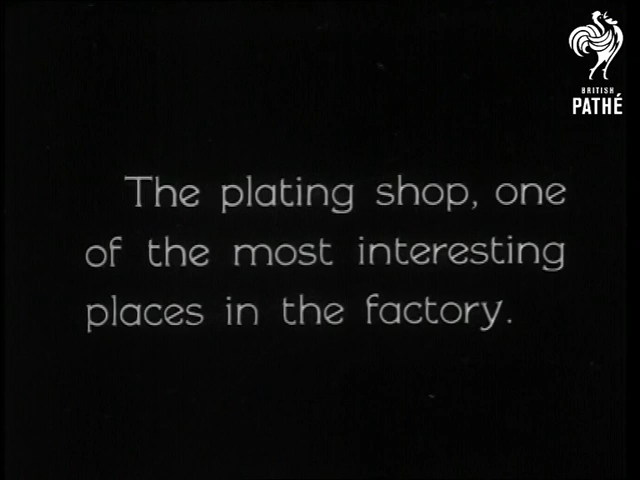 BRITISH
PATHÉ
The plating shop, one
of the most interesting
places in the factory.